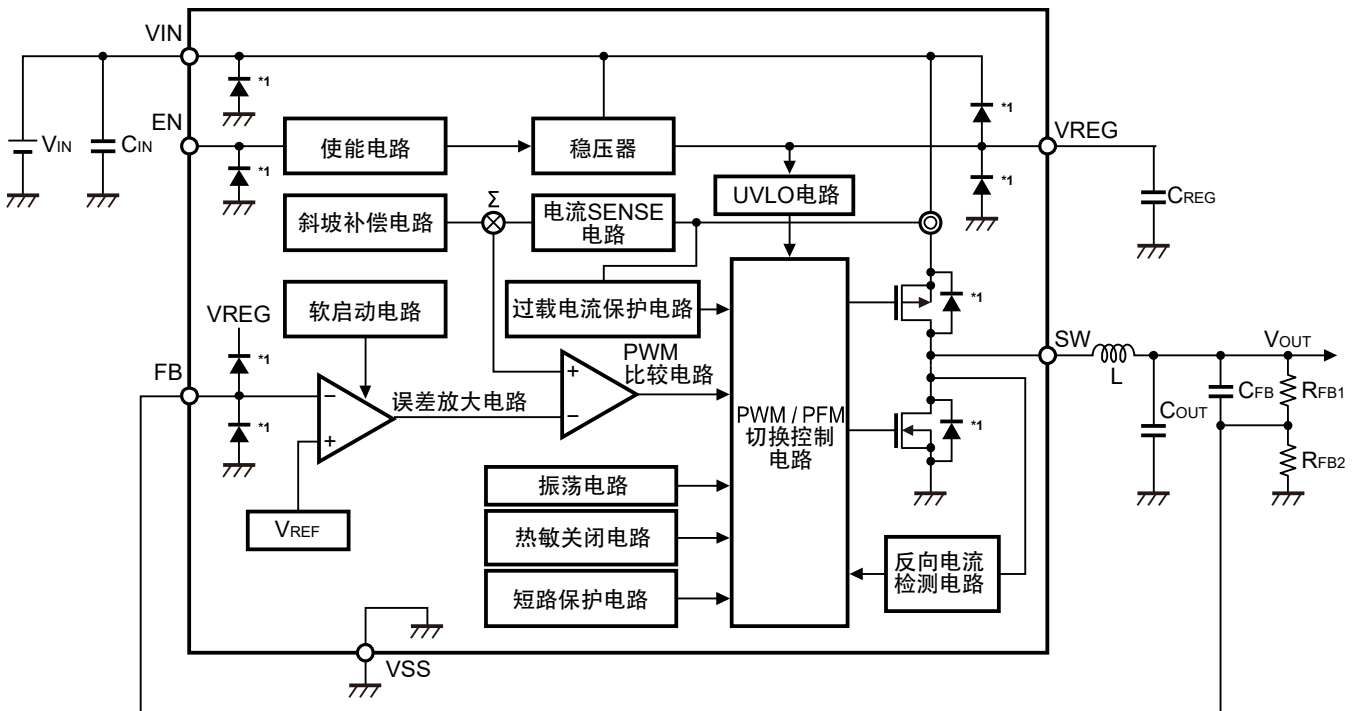 VIN
*1
*1
EN
VREG
VIN
CIN
使能电路
稳压器
*1
*1
UVLO电路
CREG
Σ
斜坡补偿电路
电流SENSE
电路
*1
VREG
软启动电路
过载电流保护电路
*1
SW
VOUT
L
FB
PWM
比较电路
+
−
−
+
误差放大电路
PWM / PFM
切换控制
电路
CFB
RFB1
COUT
RFB2
*1
*1
VREF
振荡电路
热敏关闭电路
反向电流
检测电路
短路保护电路
VSS